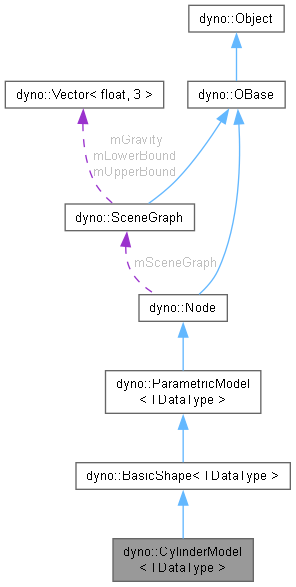 dyno::Object
dyno::Vector< float, 3 >
dyno::OBase
mGravity
mLowerBound
mUpperBound
dyno::SceneGraph
mSceneGraph
dyno::Node
dyno::ParametricModel
< TDataType >
dyno::BasicShape< TDataType >
dyno::CylinderModel
< TDataType >